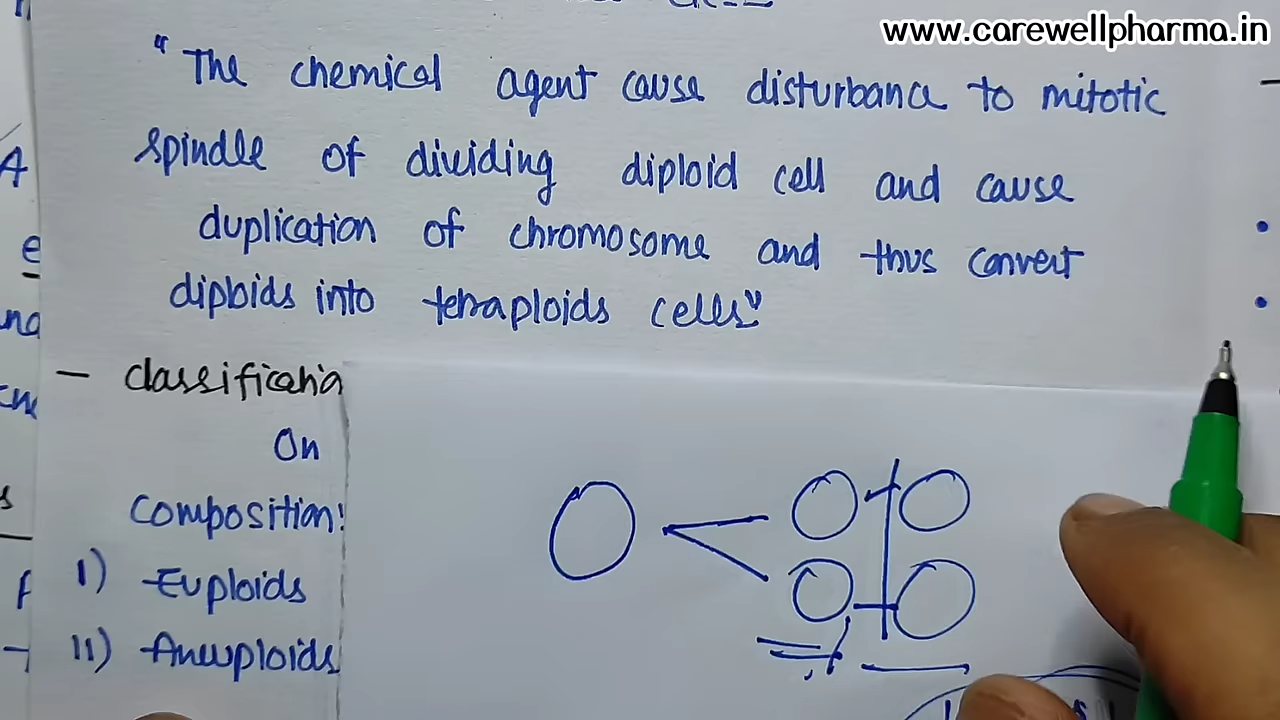 www.carewellpharma.in
"The chemical agent cause disturbance to mitotic
spindle of dividing diploid cell and cause
duplication of chromosome and thus convert
diploids into tetraploids cells"
- classificatio
On
composition:
I) Euploids
II) Aneuploids